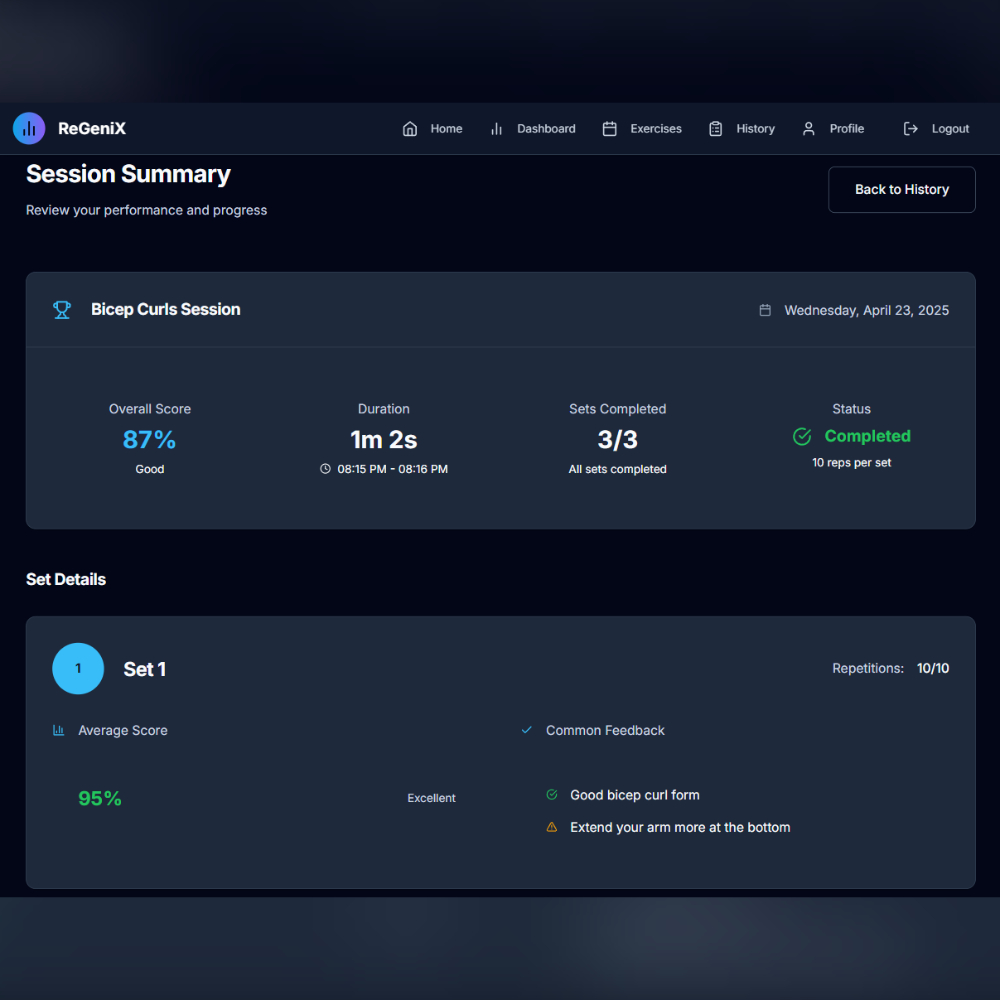 ReGeniX
Home
Dashboard
Exercises
History
Profile
Logout
Session Summary
Review your performance and progress
Back to History
Bicep Curls Session
Wednesday, April 23, 2025
Overall Score
87%
Good
Duration
1m 2s
08:15 PM - 08:16 PM
Sets Completed
3/3
All sets completed
Status
Completed
10 reps per set
Set Details
1
Set 1
Repetitions: 10/10
Average Score
95%
Excellent
Common Feedback
Good bicep curl form
Extend your arm more at the bottom